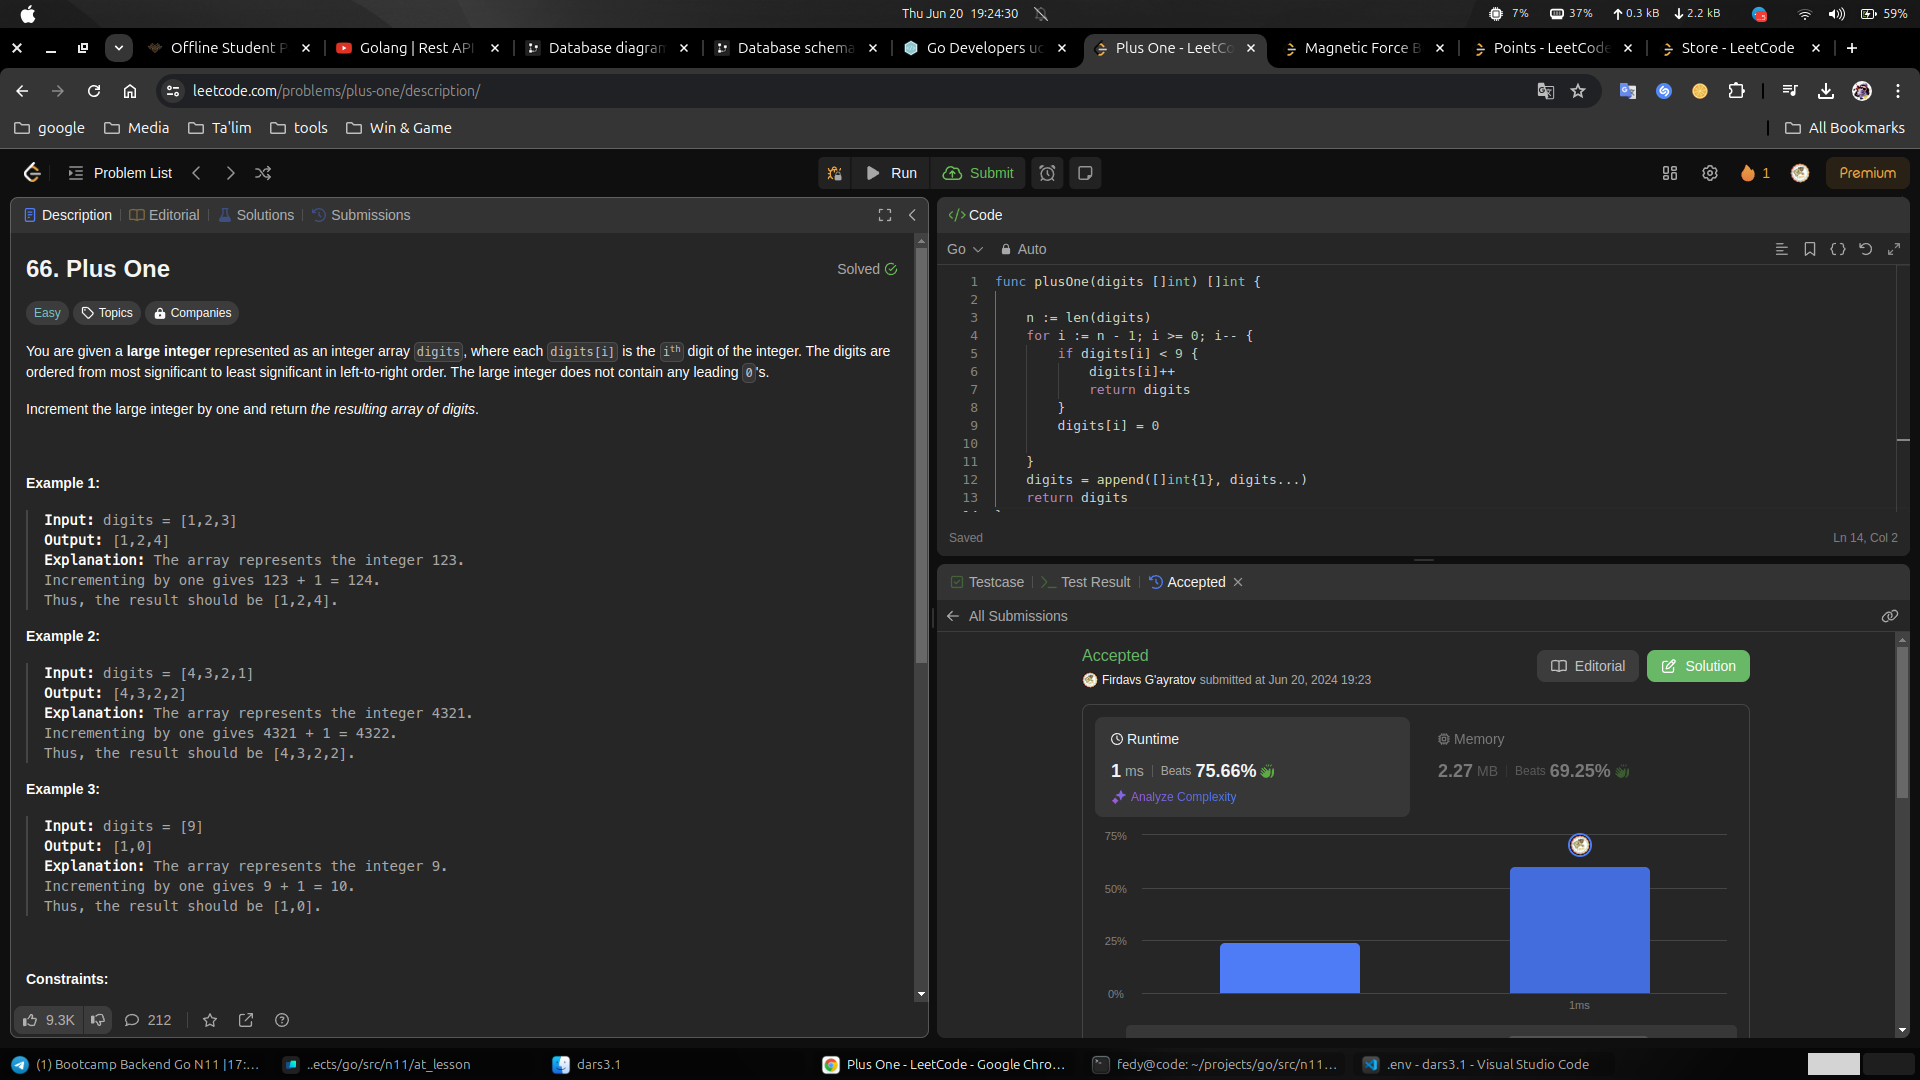 Thu Jun 20 19:24:30
7%
37%
0.3 kB
2.2 kB
59%
Offline Student P
Golang | Rest API
Database diagram
Database schema
Go Developers uc
Plus One - LeetCo
Magnetic Force B
Points - LeetCode
Store - LeetCode
leetcode.com/problems/plus-one/description/
google
Media
Ta'lim
tools
Win & Game
All Bookmarks
Problem List
Run
Submit
1
Premium
Description
Editorial
Solutions
Submissions
66. Plus One
Solved
Easy
Topics
Companies
You are given a large integer represented as an integer array digits, where each digits[i] is the ith digit of the integer. The digits are
ordered from most significant to least significant in left-to-right order. The large integer does not contain any leading 0's.
Increment the large integer by one and return the resulting array of digits.
Example 1:
Input: digits = [1,2,3]
Output: [1,2,4]
Explanation: The array represents the integer 123.
Incrementing by one gives 123 + 1 = 124.
Thus, the result should be [1,2,4].
Example 2:
Input: digits = [4,3,2,1]
Output: [4,3,2,2]
Explanation: The array represents the integer 4321.
Incrementing by one gives 4321 + 1 = 4322.
Thus, the result should be [4,3,2,2].
Example 3:
Input: digits = [9]
Output: [1,0]
Explanation: The array represents the integer 9.
Incrementing by one gives 9 + 1 = 10.
Thus, the result should be [1,0].
Constraints:
9.3K
212
Code
Go
Auto
1 func plusOne(digits []int) []int {
2
3 n := len(digits)
4 for i := n - 1; i >= 0; i-- {
5 if digits[i] < 9 {
6 digits[i]++
7 return digits
8 }
9 digits[i] = 0
10
11 }
12 digits = append([]int{1}, digits...)
13 return digits
Saved
Ln 14, Col 2
Testcase
Test Result
Accepted
All Submissions
Accepted
Firdavs G'ayratov submitted at Jun 20, 2024 19:23
Editorial
Solution
Runtime
1 ms
Beats 75.66%
Analyze Complexity
Memory
2.27 MB
Beats 69.25%
75%
50%
25%
0%
1ms
(1) Bootcamp Backend Go N11 |17:...
..ects/go/src/n11/at_lesson
dars3.1
Plus One - LeetCode - Google Chro...
fedy@code: ~/projects/go/src/n11...
.env - dars3.1 - Visual Studio Code